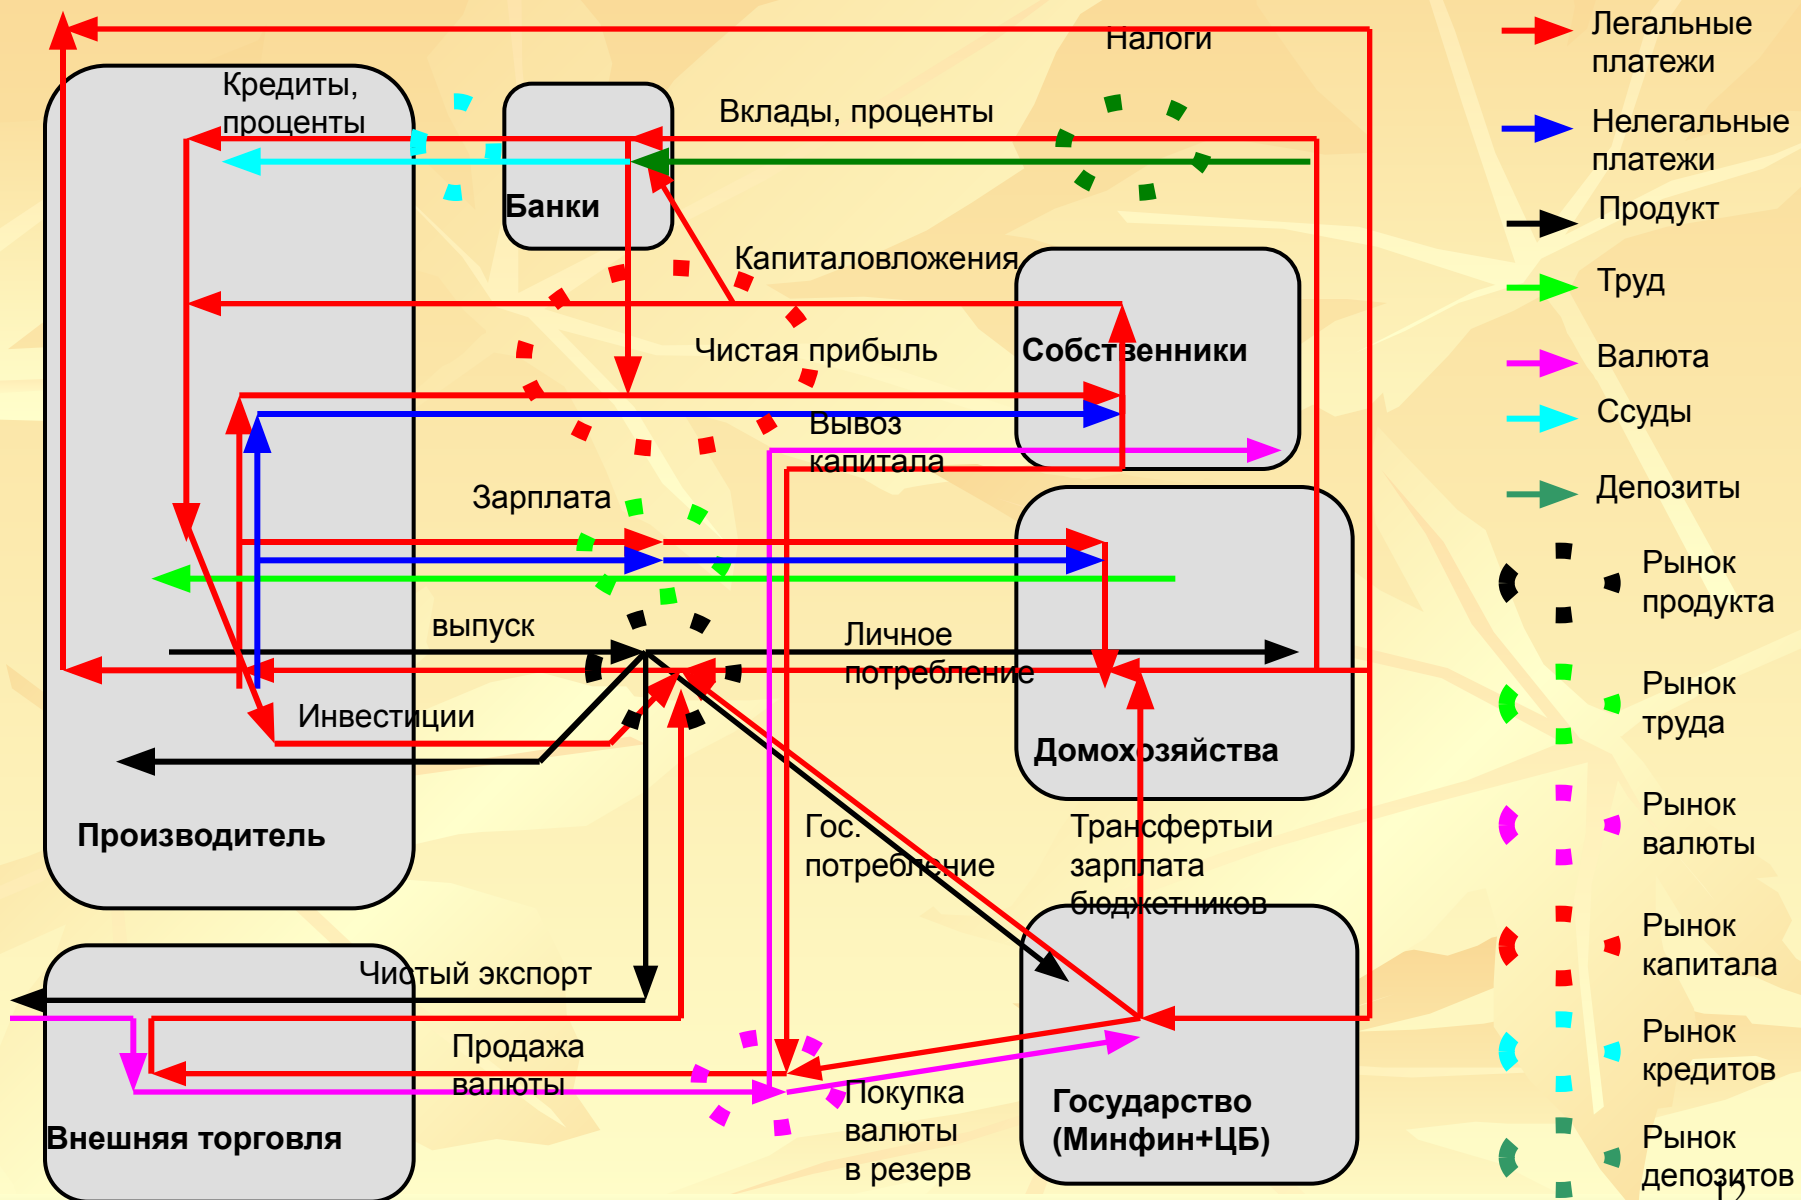 Налоги
Кредиты,
проценты
Вклады, проценты
Банки
Капиталовложения
Чистая прибыль
Собственники
Вывоз
капитала
Зарплата
выпуск
Личное
потребление
Инвестиции
Домохозяйства
Производитель
Гос.
потребление
Трансфертыи
зарплата
бюджетников
Чистый экспорт
Продажа
валюты
Покупка
валюты
в резерв
Государство
(Минфин+ЦБ)
Внешняя торговля
Легальные
платежи
Нелегальные
платежи
Продукт
Труд
Валюта
Ссуды
Депозиты
Рынок
продукта
Рынок
труда
Рынок
валюты
Рынок
капитала
Рынок
кредитов
Рынок
депозитов
12